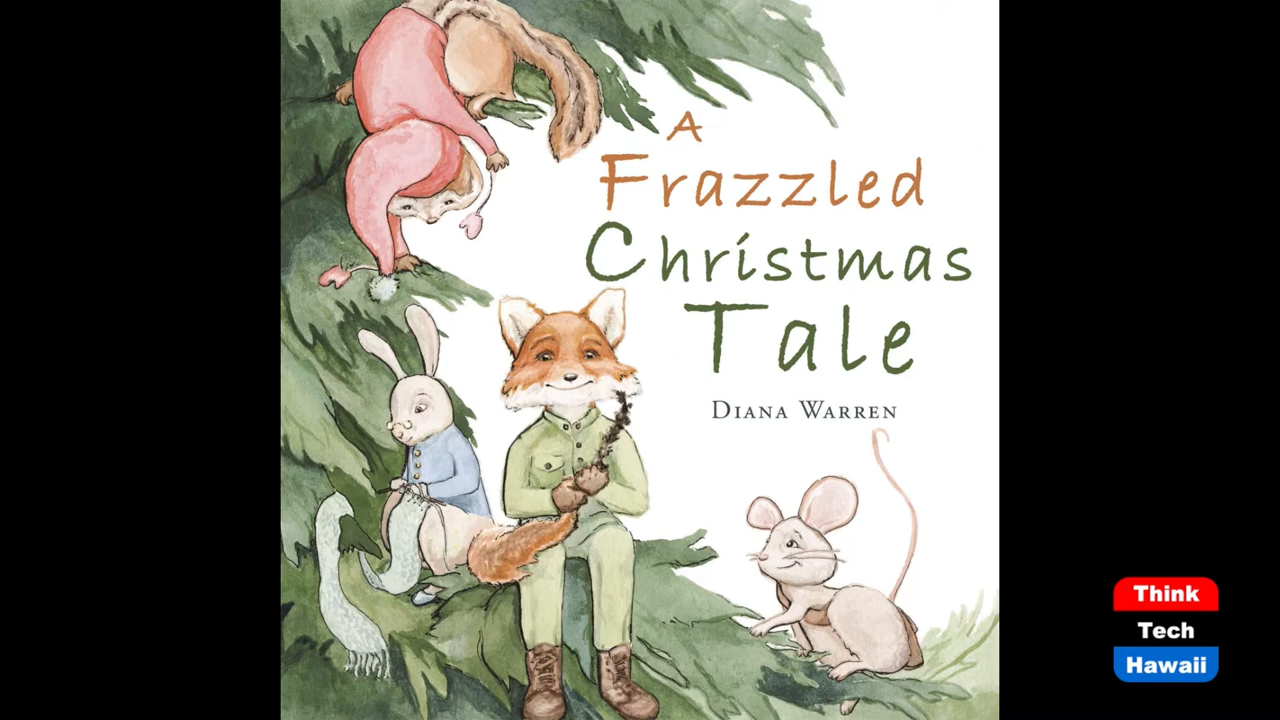 A
Frazzled
Christmas
Tale
DIANA WARREN
Think
Tech
Hawaii